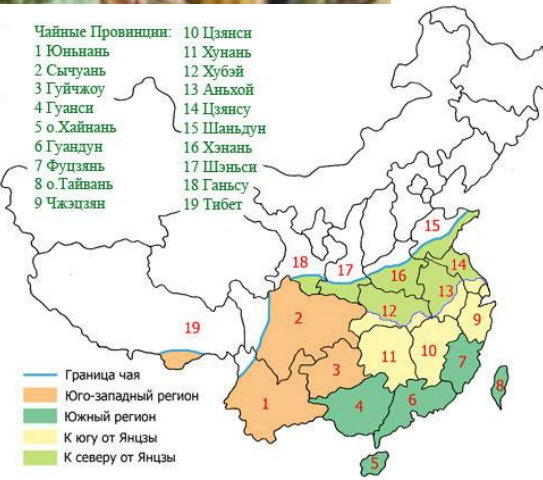 Чайные Провинции:
1 Юньнань
2 Сычуань
3 Гуйчжоу
4 Гуанси
5 о.Хайнань
6 Гуандун
7 Фуцзянь
8 о.Тайвань
9 Чжэцзян
10 Цзянси
11 Хунань
12 Хубэй
13 Аньхой
14 Цзянсу
15 Шаньдун
16 Хэнань
17 Шэньси
18 Ганьсу
19 Тибет
15
18
17
16
14
13
19
2
12
9
11
10
3
7
1
4
6
8
5
Граница чая
Юго-западный регион
Южный регион
К югу от Янцзы
К северу от Янцзы